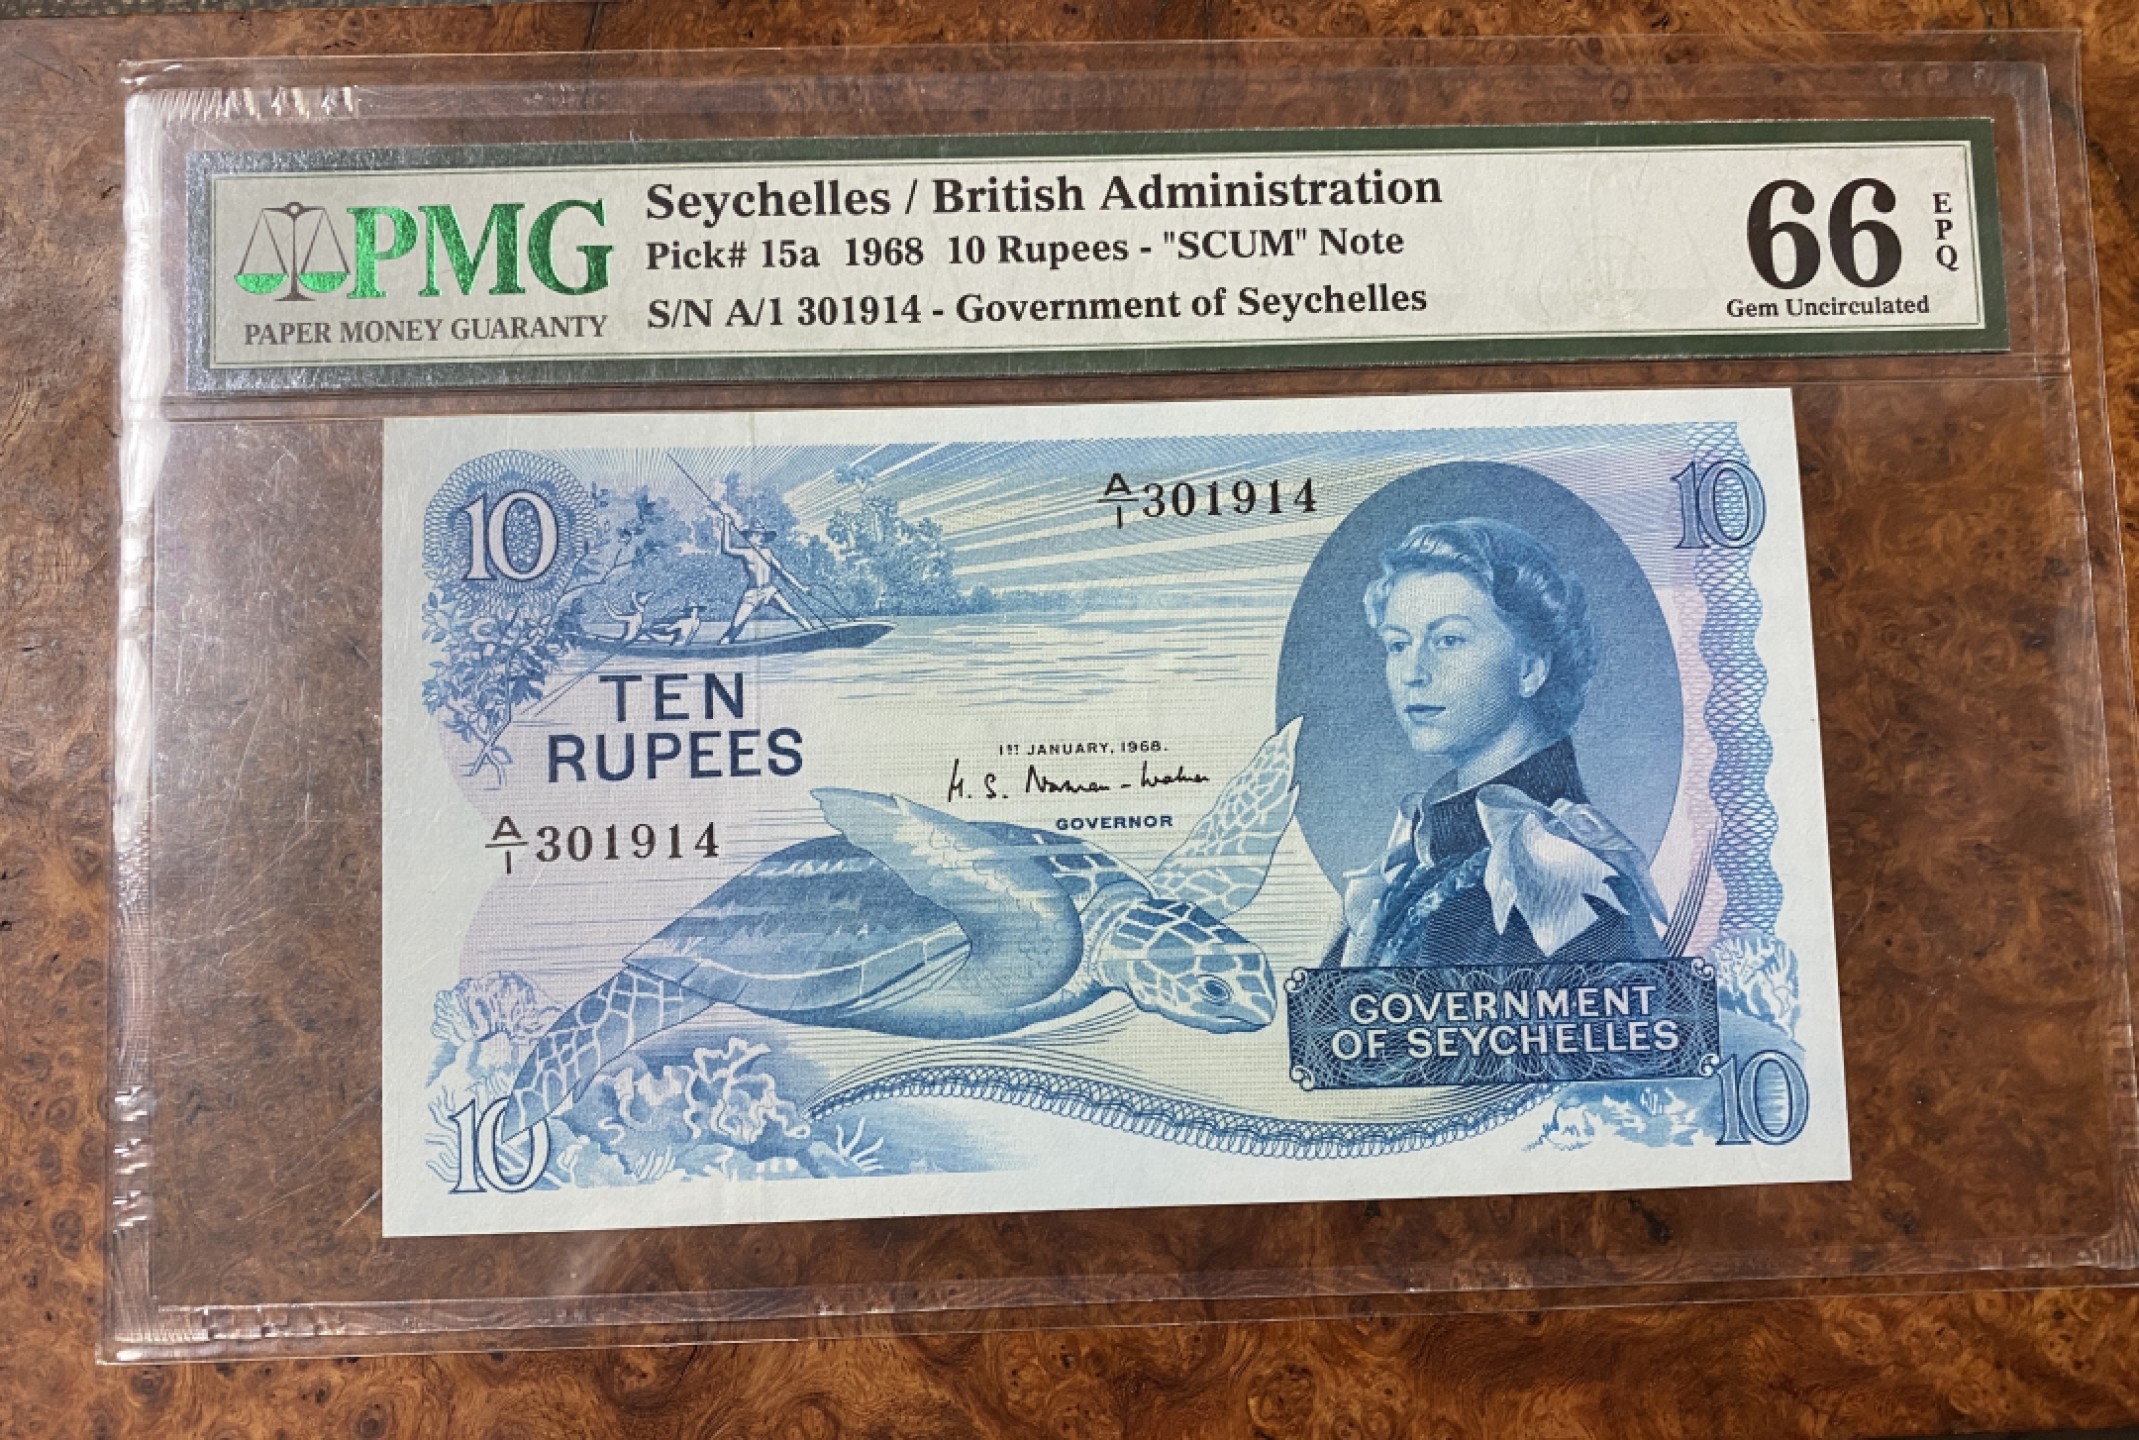 PMG
PAPER MONEY GUARANTY
Seychelles / British Administration
Pick# 15a 1968 10 Rupees - "SCUM" Note
S/N A/1 301914 - Government of Seychelles
66
EPQ
Gem Uncirculated
10
A/1 301914
10
TEN
RUPEES
1ST JANUARY, 1968.
H. S. Norman-Walker
GOVERNOR
A/1 301914
GOVERNMENT
OF SEYCHELLES
10
10